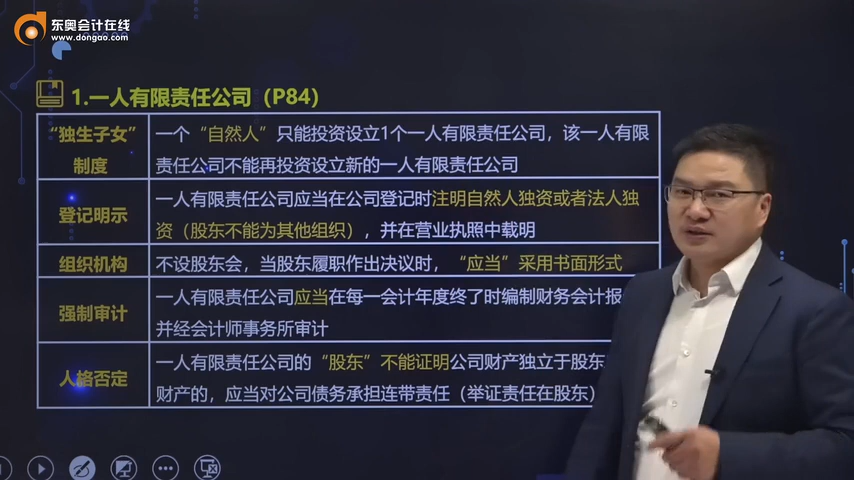 东奥会计在线
www.dongao.com
1.一人有限责任公司（P84）
“独生子女”
制度
一个“自然人”只能投资设立1个一人有限责任公司，该一人有限
责任公司不能再投资设立新的一人有限责任公司
登记明示
一人有限责任公司应当在公司登记时注明自然人独资或者法人独
资（股东不能为其他组织），并在营业执照中载明
组织机构
不设股东会，当股东履职作出决议时，“应当”采用书面形式
强制审计
一人有限责任公司应当在每一会计年度终了时编制财务会计报
并经会计师事务所审计
人格否定
一人有限责任公司的“股东”不能证明公司财产独立于股东
财产的，应当对公司债务承担连带责任（举证责任在股东）